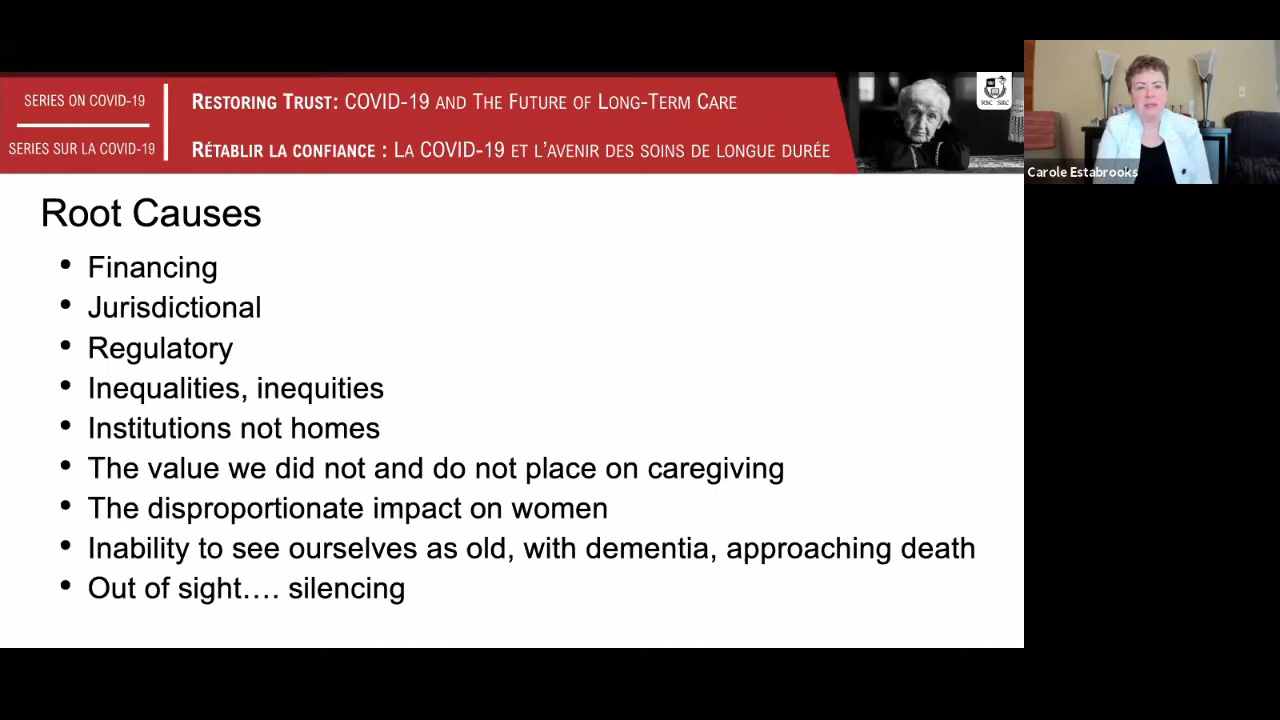 SERIES ON COVID-19
SERIES SUR LA COVID-19
RESTORING TRUST: COVID-19 AND THE FUTURE OF LONG-TERM CARE
RÉTABLIR LA CONFIANCE : LA COVID-19 ET L'AVENIR DES SOINS DE LONGUE DURÉE
RSC SRC
Carole Estabrooks
Root Causes
• Financing
• Jurisdictional
• Regulatory
• Inequalities, inequities
• Institutions not homes
• The value we did not and do not place on caregiving
• The disproportionate impact on women
• Inability to see ourselves as old, with dementia, approaching death
• Out of sight…. silencing